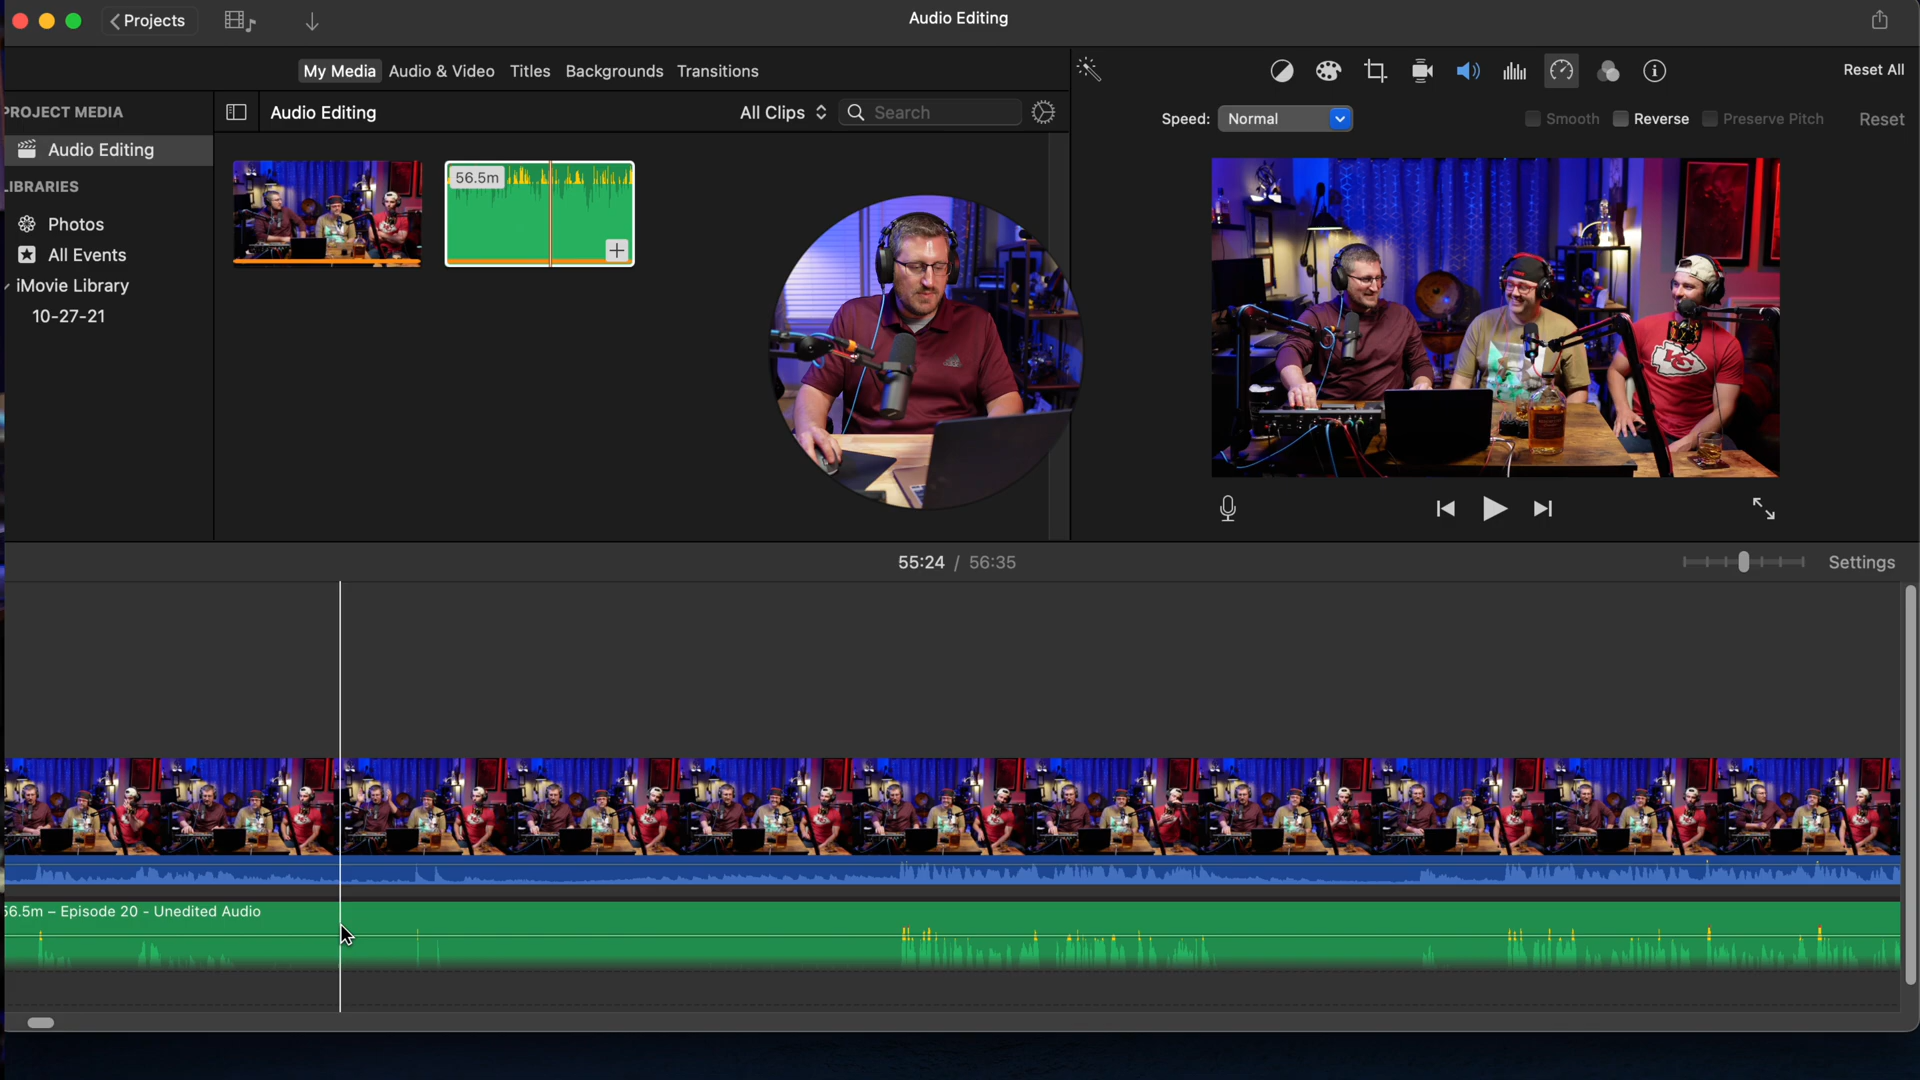 Projects
Audio Editing
My Media Audio & Video Titles Backgrounds Transitions
Reset All
PROJECT MEDIA
Audio Editing
All Clips
Search
Speed: Normal
Smooth
Reverse
Preserve Pitch
Reset
Audio Editing
LIBRARIES
Photos
All Events
iMovie Library
10-27-21
56.5m
55:24 / 56:35
Settings
56.5m – Episode 20 - Unedited Audio